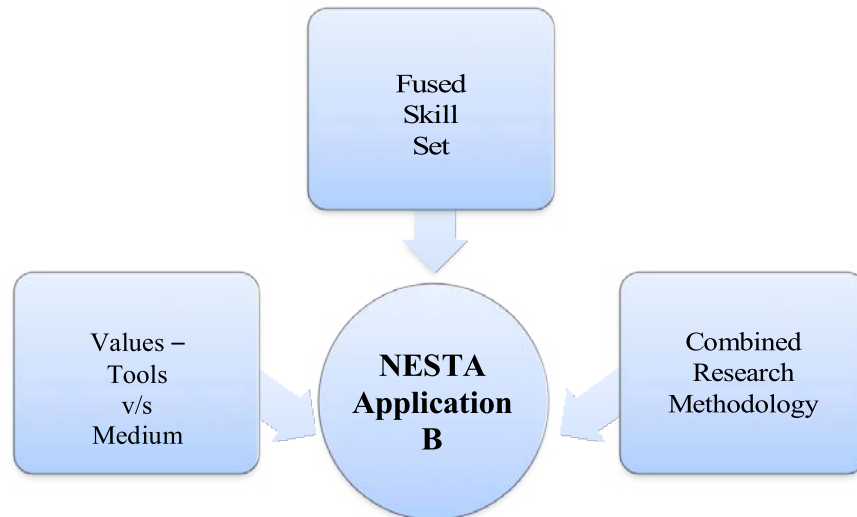 Fused
Skill
Set
Values –
Tools
v/s
Medium
NESTA
Application
B
Combined
Research
Methodology